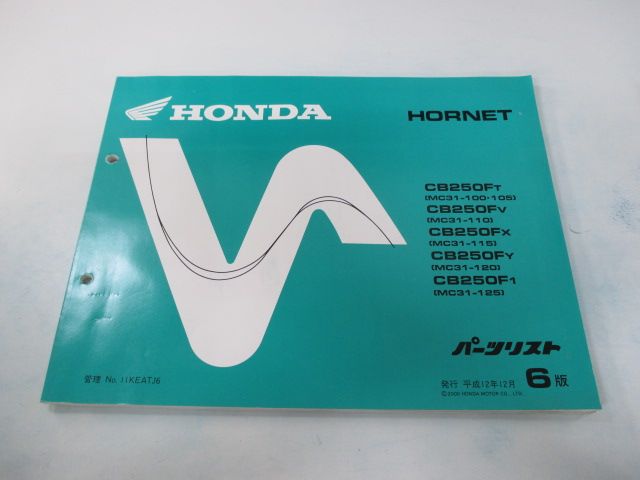 HONDA
HORNET
CB250FT
(MC31-100・105)
CB250FV
(MC31-110)
CB250FX
(MC31-115)
CB250FY
(MC31-120)
CB250F1
(MC31-125)
パーツリスト
管理 No. 11KEATJ6
発行 平成12年12月 6版
©2000 HONDA MOTOR CO., LTD.